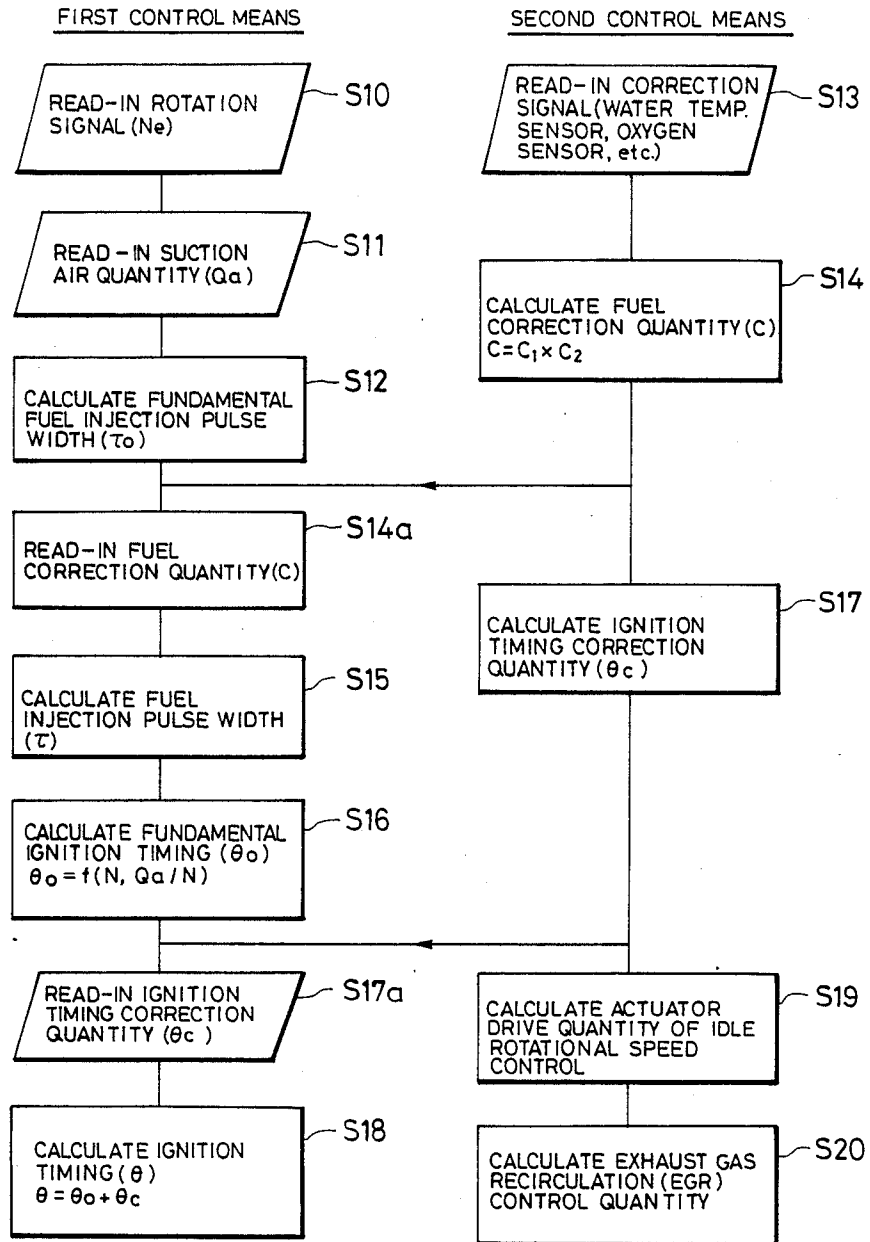 FIRST CONTROL MEANS
READ-IN ROTATION
SIGNAL (Ne)
S10
READ-IN SUCTION
AIR QUANTITY (Qa)
S11
CALCULATE FUNDAMENTAL
FUEL INJECTION PULSE
WIDTH (τo)
S12
READ-IN FUEL
CORRECTION QUANTITY (C)
S14a
CALCULATE FUEL
INJECTION PULSE WIDTH
(τ)
S15
CALCULATE FUNDAMENTAL
IGNITION TIMING (θo)
θo = f(N, Qa/N)
S16
READ-IN IGNITION
TIMING CORRECTION
QUANTITY (θc)
S17a
CALCULATE IGNITION
TIMING (θ)
θ = θo + θc
S18
SECOND CONTROL MEANS
READ-IN CORRECTION
SIGNAL (WATER TEMP.
SENSOR, OXYGEN
SENSOR, etc.)
S13
CALCULATE FUEL
CORRECTION QUANTITY (C)
C = C₁ × C₂
S14
CALCULATE IGNITION
TIMING CORRECTION
QUANTITY (θc)
S17
CALCULATE ACTUATOR
DRIVE QUANTITY OF IDLE
ROTATIONAL SPEED
CONTROL
S19
CALCULATE EXHAUST GAS
RECIRCULATION (EGR)
CONTROL QUANTITY
S20